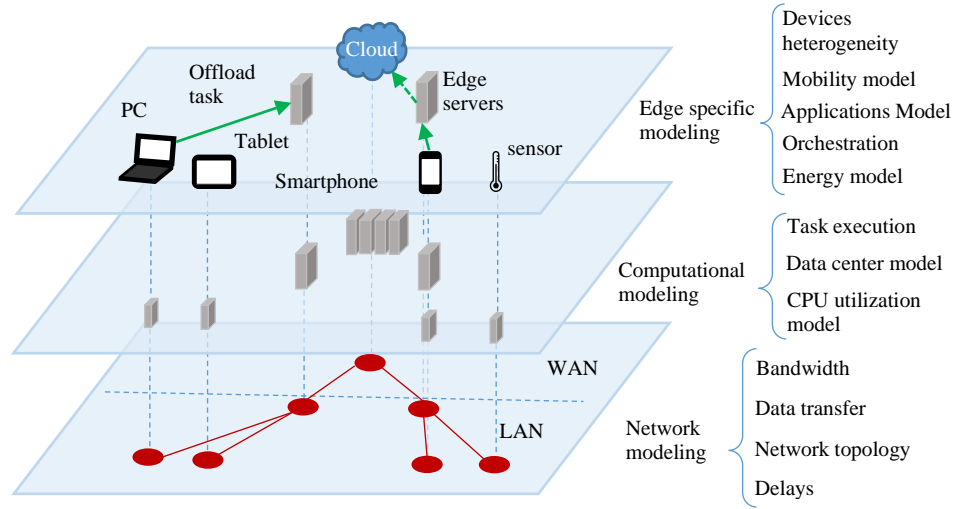 Cloud
Offload
task
Edge
servers
PC
Tablet
Smartphone
sensor
Edge specific
modeling
Devices
heterogeneity
Mobility model
Applications Model
Orchestration
Energy model
Computational
modeling
Task execution
Data center model
CPU utilization
model
WAN
LAN
Network
modeling
Bandwidth
Data transfer
Network topology
Delays